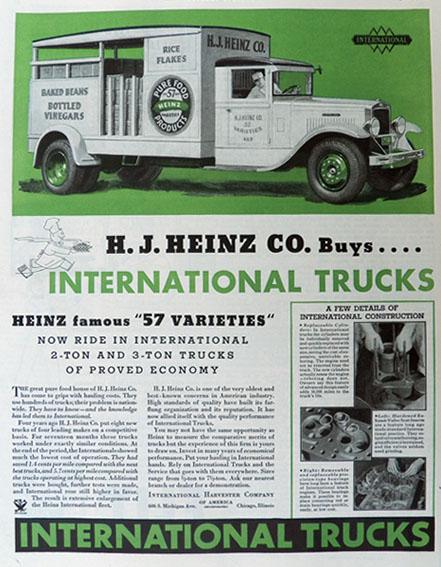 INTERNATIONAL
H. J. HEINZ CO.
RICE
FLAKES
BAKED BEANS
BOTTLED
VINEGARS
PURE FOOD
57
HEINZ
VARIETIES
PRODUCTS
H. J. HEINZ CO.
57
VARIETIES
H. J. HEINZ CO. Buys....
INTERNATIONAL TRUCKS
HEINZ famous "57 VARIETIES"
NOW RIDE IN INTERNATIONAL
2-TON AND 3-TON TRUCKS
OF PROVED ECONOMY
THE great pure food house of H. J. Heinz Co.
has come to grips with hauling costs. They
use hundreds of trucks; their problem is nation-
wide. They have to know—and the knowledge
has led them to International.
Four years ago H. J. Heinz Co. put eight new
trucks of four leading makes on a competitive
basis. For seventeen months these trucks
worked under exactly similar conditions. At
the end of the period, the Internationals showed
much the lowest cost of operation. They had
saved 1.4 cents per mile compared with the next
best trucks, and 5.7 cents per mile compared with
the trucks operating at highest cost. Additional
tests were bought, further tests were made,
and International rose still higher in favor.
The result is extensive enlargement of
the Heinz International fleet.
H. J. Heinz Co. is one of the very oldest and
best-known concerns in American industry.
High standards of quality have built its far-
flung organization and its reputation. It has
now allied itself with the quality performance
of International Trucks.
You may not have the same opportunity as
Heinz to measure the comparative merits of
trucks but the experience of this firm is yours
to draw on. Invest in many years of economical
performance. Put your hauling in International
hands. Rely on International Trucks and the
Service that goes with them everywhere. Sizes
range from ½-ton to 7½-ton. Ask our nearest
branch or dealer for a demonstration.
INTERNATIONAL HARVESTER COMPANY
OF AMERICA
606 S. Michigan Ave. Chicago, Illinois
A FEW DETAILS OF
INTERNATIONAL CONSTRUCTION
Replaceable Cylin-
ders: In International
INTERNATIONAL TRUCKS